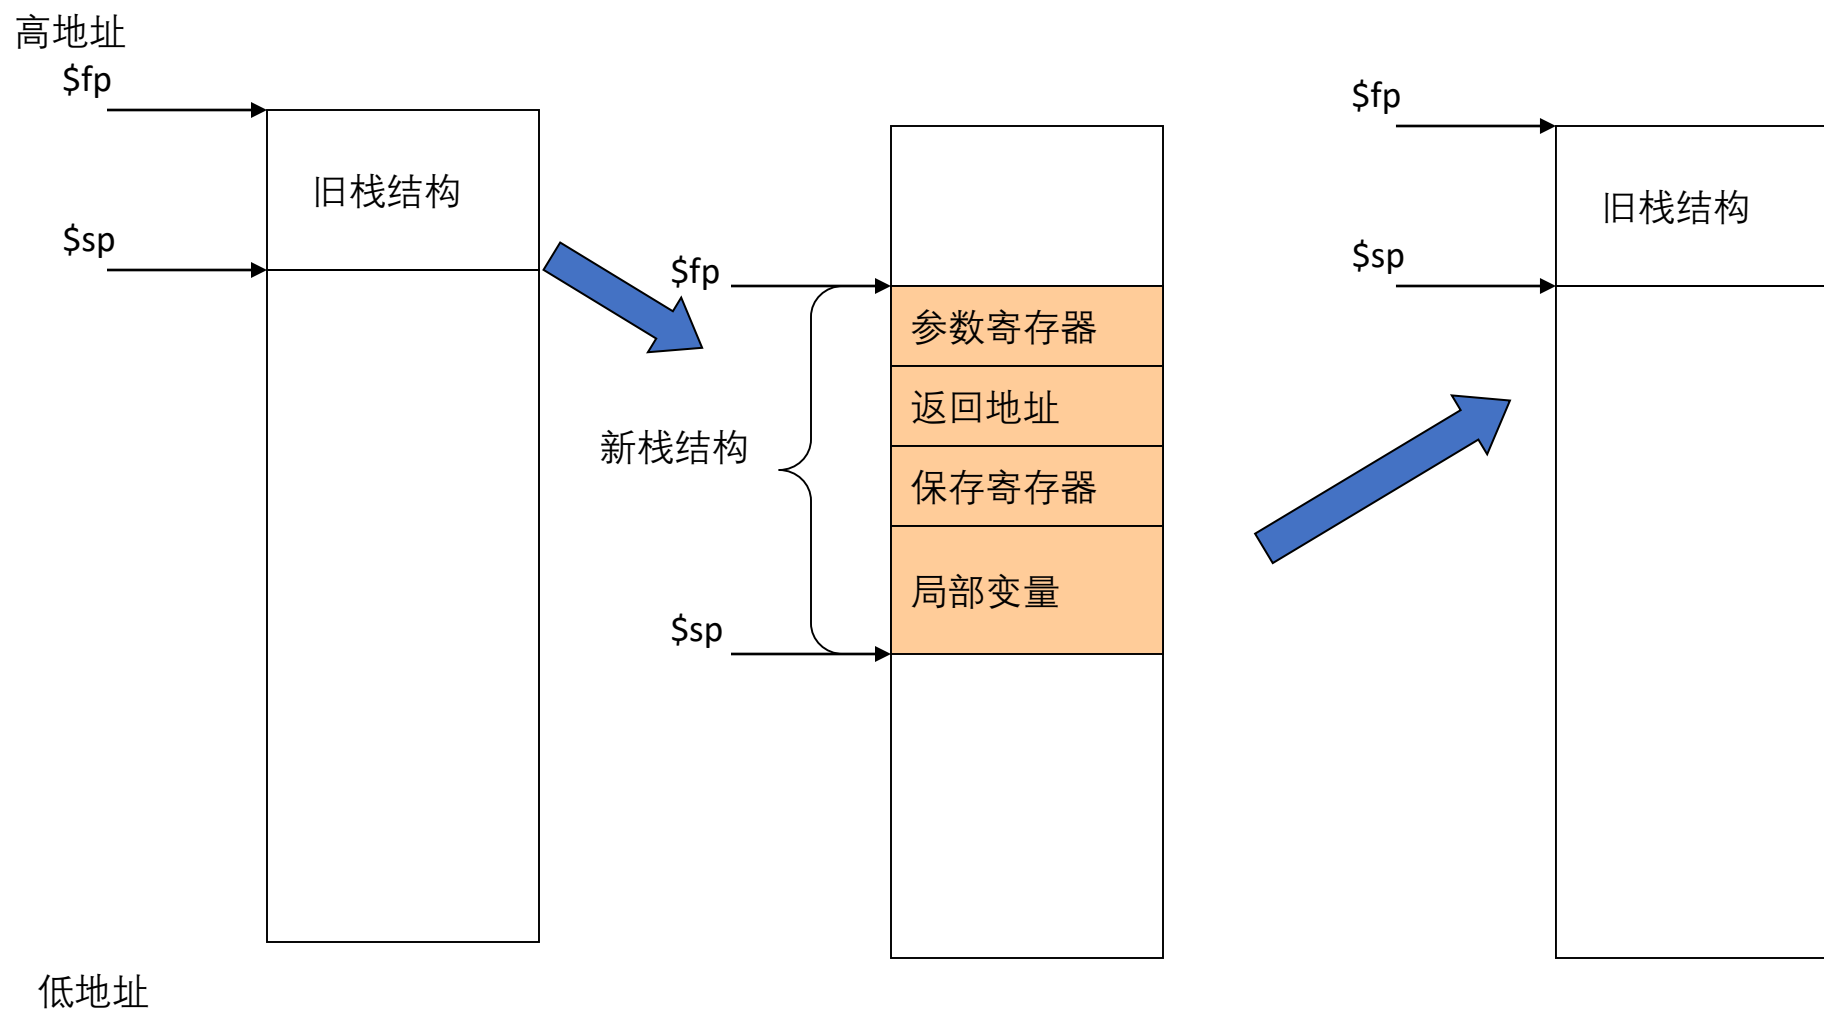 高地址
$fp
旧栈结构
$sp
$fp
参数寄存器
返回地址
新栈结构
保存寄存器
局部变量
$sp
$fp
旧栈结构
$sp
低地址